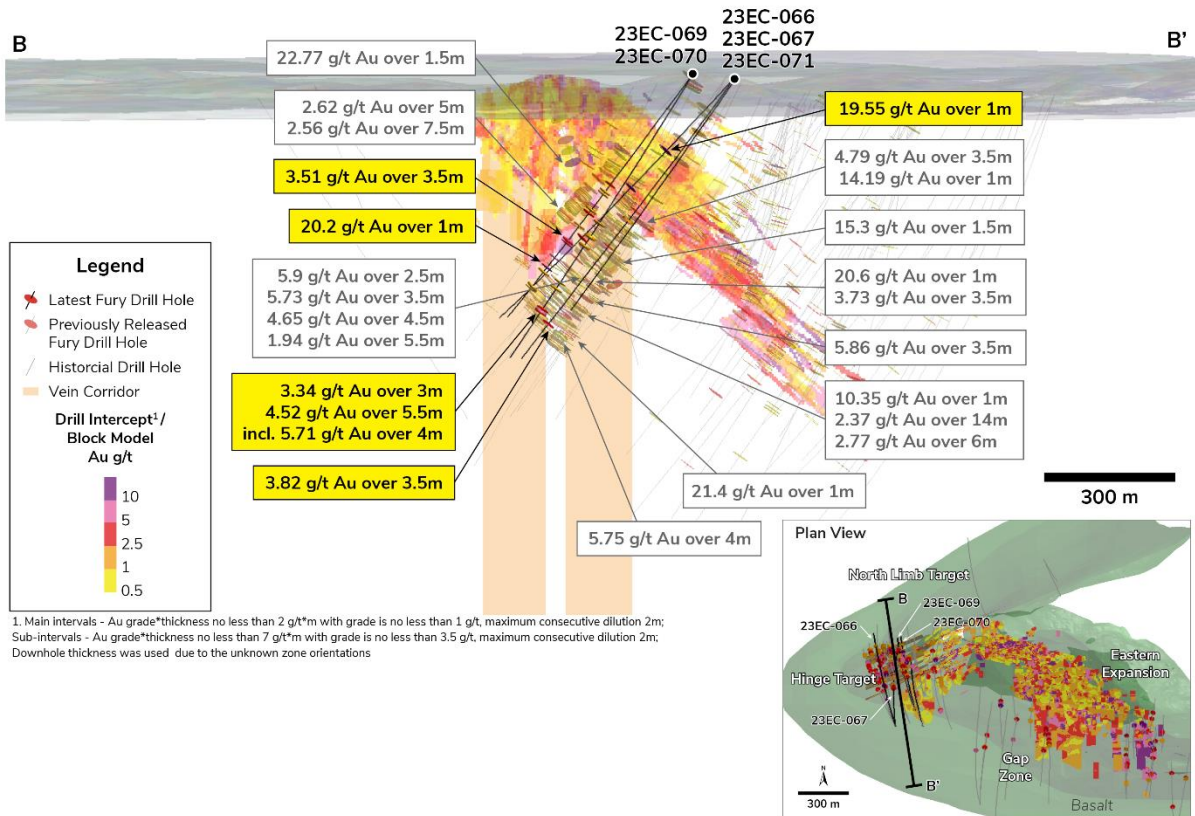 B
B'
23EC-069
23EC-070
23EC-066
23EC-067
23EC-071
22.77 g/t Au over 1.5m
2.62 g/t Au over 5m
2.56 g/t Au over 7.5m
3.51 g/t Au over 3.5m
20.2 g/t Au over 1m
5.9 g/t Au over 2.5m
5.73 g/t Au over 3.5m
4.65 g/t Au over 4.5m
1.94 g/t Au over 5.5m
3.34 g/t Au over 3m
4.52 g/t Au over 5.5m
incl. 5.71 g/t Au over 4m
3.82 g/t Au over 3.5m
19.55 g/t Au over 1m
4.79 g/t Au over 3.5m
14.19 g/t Au over 1m
15.3 g/t Au over 1.5m
20.6 g/t Au over 1m
3.73 g/t Au over 3.5m
5.86 g/t Au over 3.5m
10.35 g/t Au over 1m
2.37 g/t Au over 14m
2.77 g/t Au over 6m
21.4 g/t Au over 1m
5.75 g/t Au over 4m
300 m
Legend
Latest Fury Drill Hole
Previously Released
Fury Drill Hole
Historcial Drill Hole
Vein Corridor
Drill Intercept¹/
Block Model
Au g/t
10
5
2.5
1
0.5
1. Main intervals - Au grade*thickness no less than 2 g/t*m with grade is no less than 1 g/t, maximum consecutive dilution 2m;
Sub-intervals - Au grade*thickness no less than 7 g/t*m with grade is no less than 3.5 g/t, maximum consecutive dilution 2m;
Downhole thickness was used due to the unknown zone orientations
Plan View
North Limb Target
B
23EC-069
23EC-066
23EC-070
Eastern
Expansion
Hinge Target
23EC-067
Gap
Zone
N
300 m
B'
Basalt